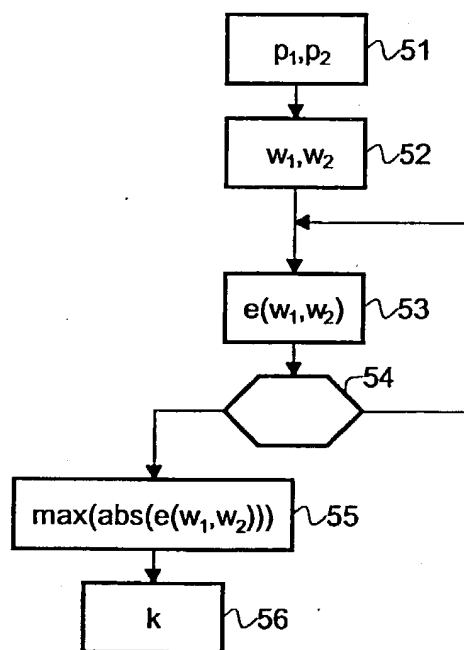 p₁,p₂ 51
w₁,w₂ 52
e(w₁,w₂) 53
54
max(abs(e(w₁,w₂))) 55
k 56